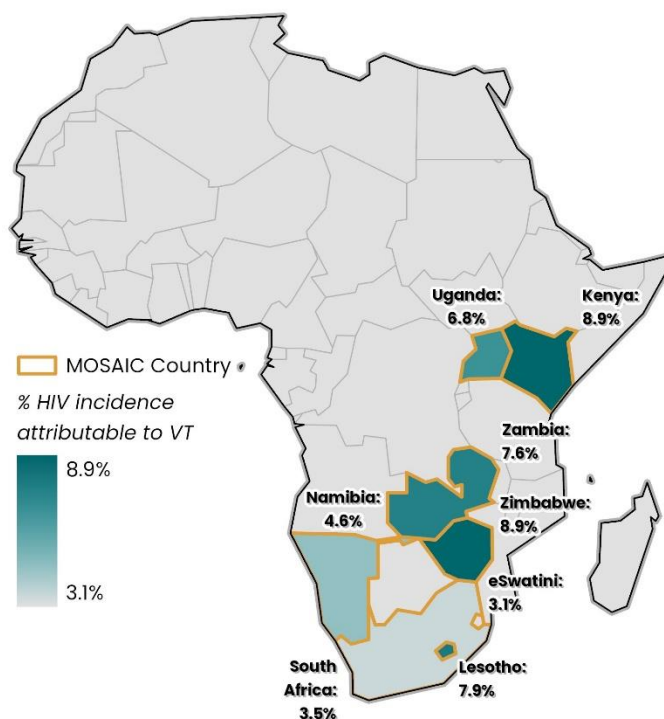 Uganda:
6.8%
Kenya:
8.9%
MOSAIC Country
% HIV incidence
attributable to VT
8.9%
3.1%
Zambia:
7.6%
Namibia:
4.6%
Zimbabwe:
8.9%
eSwatini:
3.1%
South
Africa:
3.5%
Lesotho:
7.9%